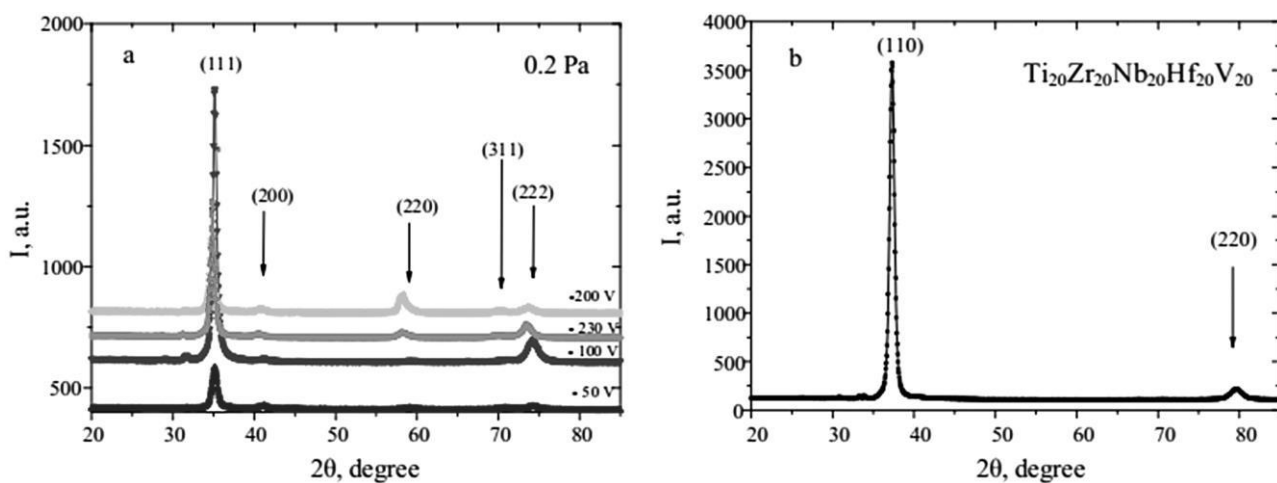 2000
1500
1000
500
I, a.u.
a
0.2 Pa
(111)
(200)
(220)
(311)
(222)
-200 V
- 230 V
- 100 V
- 50 V
20 30 40 50 60 70 80
2θ, degree
4000
3500
3000
2500
2000
1500
1000
500
0
I, a.u.
b
(110)
Ti₂₀Zr₂₀Nb₂₀Hf₂₀V₂₀
(220)
20 30 40 50 60 70 80
2θ, degree